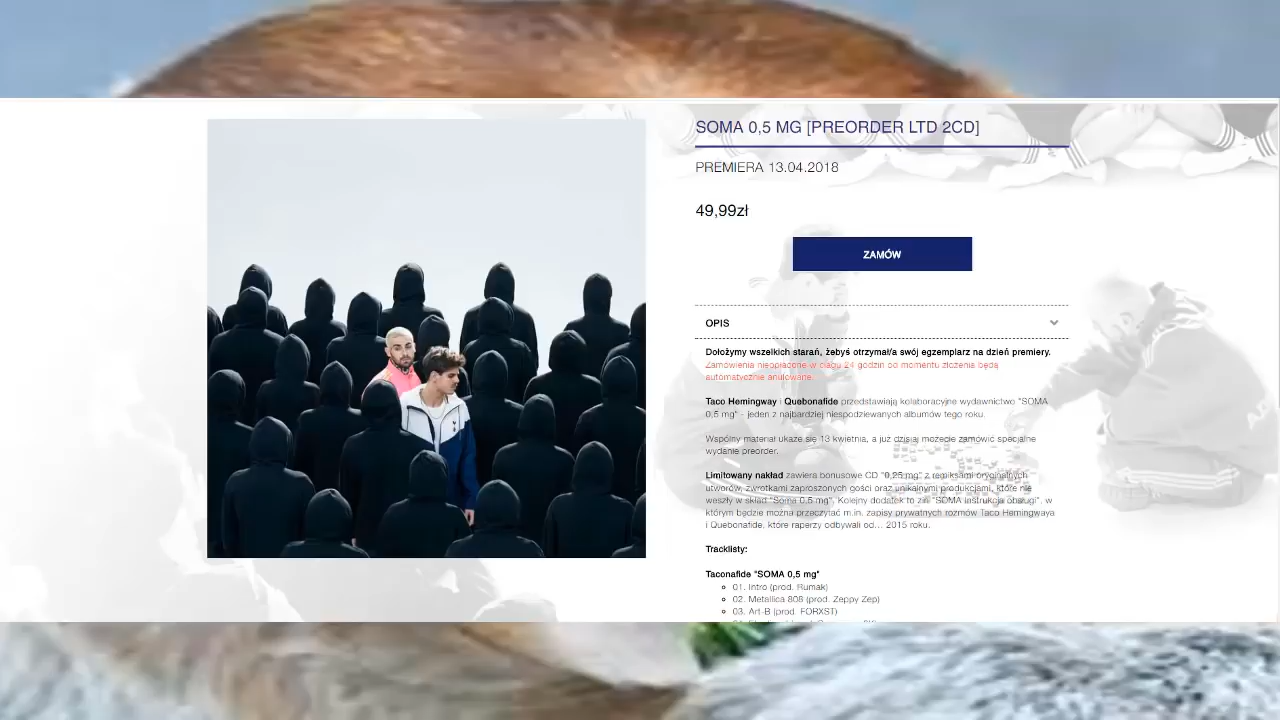 SOMA 0,5 MG [PREORDER LTD 2CD]
PREMIERA 13.04.2018
49,99zł
ZAMÓW
OPIS
Dołożymy wszelkich starań, żebyś otrzymał/a swój egzemplarz na dzień premiery.
Zamówienia nieopłacone w ciągu 24 godzin od momentu złożenia będą
automatycznie anulowane.
Taco Hemingway i Quebonafide przedstawiają kolaboracyjne wydawnictwo "SOMA
0,5 mg" - jeden z najbardziej niespodziewanych albumów tego roku.
Wspólny materiał ukaże się 13 kwietnia, a już dzisiaj możecie zamówić specjalne
wydanie preorder.
Limitowany nakład zawiera bonusowe CD "0,25 mg" z remiksami oryginalnych
utworów, zwrotkami zaproszonych gości oraz unikalnymi produkcjami, które nie
weszły w skład "Soma 0,5 mg". Kolejny dodatek to zin "SOMA instrukcja obsługi", w
którym będzie można przeczytać m.in. zapisy prywatnych rozmów Taco Hemingwaya
i Quebonafide, które raperzy odbywali od... 2015 roku.
Tracklisty:
Taconafide "SOMA 0,5 mg"
01. Intro (prod. Rumak)
02. Metallica 808 (prod. Zeppy Zep)
03. Art-B (prod. FORXST)